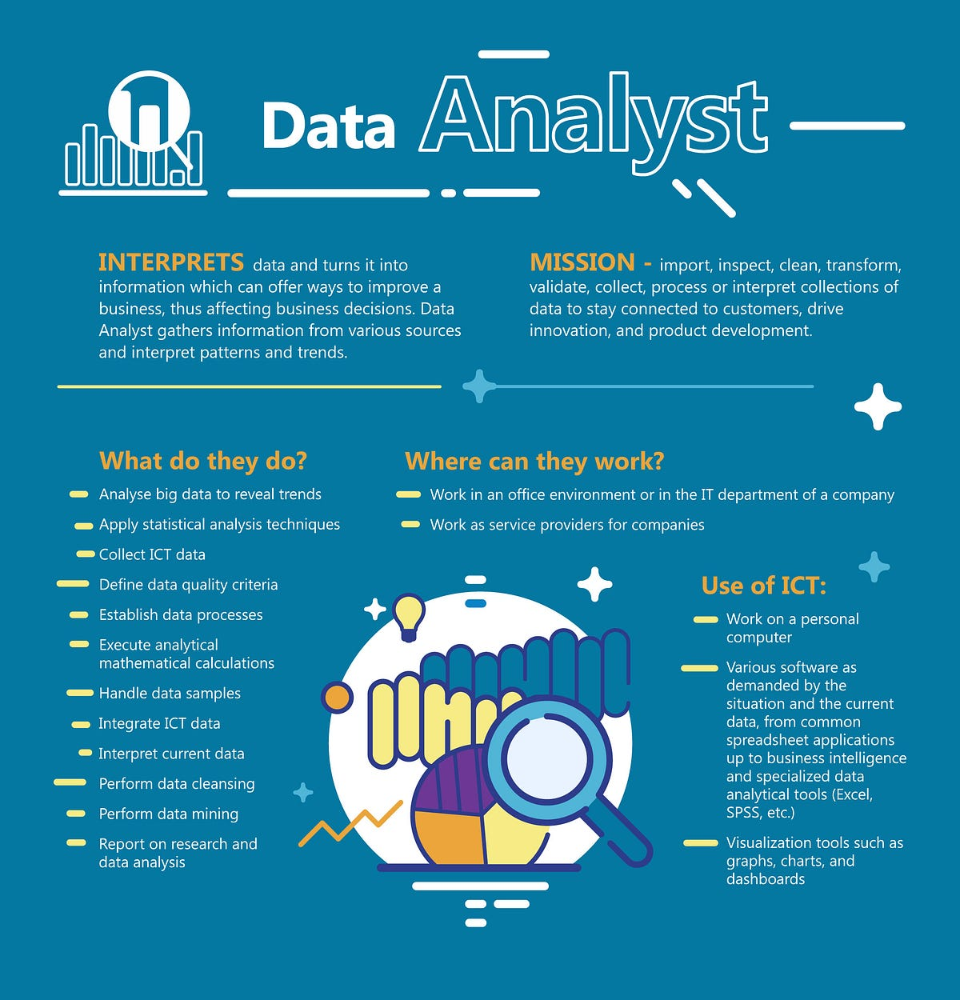 Data Analyst
INTERPRETS data and turns it into
information which can offer ways to improve a
business, thus affecting business decisions. Data
Analyst gathers information from various sources
and interpret patterns and trends.
MISSION - import, inspect, clean, transform,
validate, collect, process or interpret collections of
data to stay connected to customers, drive
innovation, and product development.
What do they do?
Analyse big data to reveal trends
Apply statistical analysis techniques
Collect ICT data
Define data quality criteria
Establish data processes
Execute analytical
mathematical calculations
Handle data samples
Integrate ICT data
Interpret current data
Perform data cleansing
Perform data mining
Report on research and
data analysis
Where can they work?
Work in an office environment or in the IT department of a company
Work as service providers for companies
Use of ICT:
Work on a personal
computer
Various software as
demanded by the
situation and the current
data, from common
spreadsheet applications
up to business intelligence
and specialized data
analytical tools (Excel,
SPSS, etc.)
Visualization tools such as
graphs, charts, and
dashboards